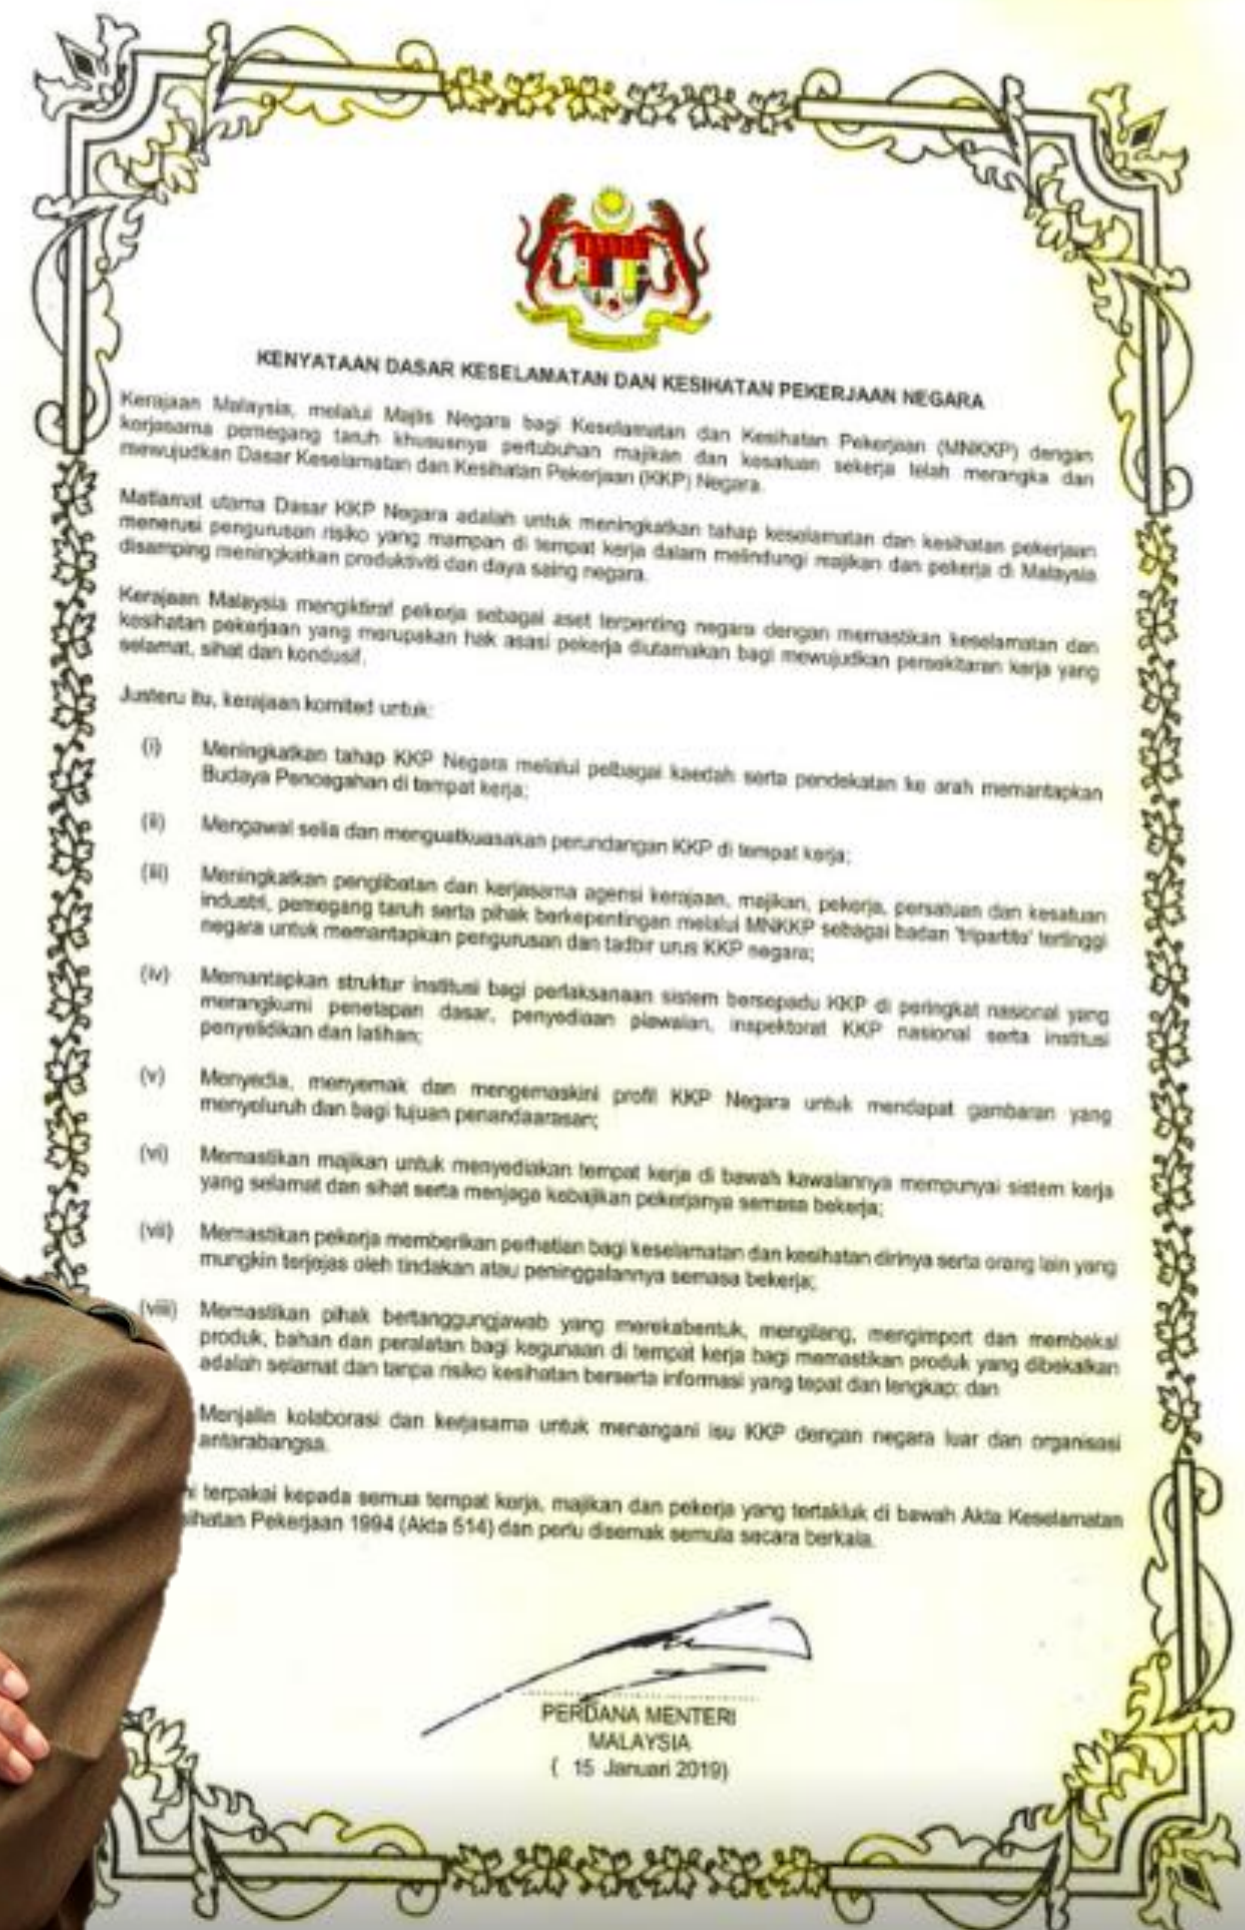 KENYATAAN DASAR KESELAMATAN DAN KESIHATAN PEKERJAAN NEGARA
Kerajaan Malaysia, melalui Majlis Negara bagi Keselamatan dan Kesihatan Pekerjaan (MNKKP) dengan
kerjasama pemegang taruh khususnya pertubuhan majikan dan kesatuan sekerja telah merangka dan
mewujudkan Dasar Keselamatan dan Kesihatan Pekerjaan (KKP) Negara.
Matlamat utama Dasar KKP Negara adalah untuk meningkatkan tahap keselamatan dan kesihatan pekerjaan
menerusi pengurusan risiko yang mampan di tempat kerja dalam melindungi majikan dan pekerja di Malaysia
disamping meningkatkan produktiviti dan daya saing negara.
Kerajaan Malaysia mengiktiraf pekerja sebagai aset terpenting negara dengan memastikan keselamatan dan
kesihatan pekerjaan yang merupakan hak asasi pekerja diutamakan bagi mewujudkan persekitaran kerja yang
selamat, sihat dan kondusif.
Justeru itu, kerajaan komited untuk:
(i) Meningkatkan tahap KKP Negara melalui pelbagai kaedah serta pendekatan ke arah memantapkan
Budaya Pencegahan di tempat kerja;
(ii) Mengawal selia dan menguatkuasakan perundangan KKP di tempat kerja;
(iii) Meningkatkan penglibatan dan kerjasama agensi kerajaan, majikan, pekerja, persatuan dan kesatuan
industri, pemegang taruh serta pihak berkepentingan melalui MNKKP sebagai badan 'tripartite' tertinggi
negara untuk memantapkan pengurusan dan tadbir urus KKP negara;
(iv) Memantapkan struktur institusi bagi perlaksanaan sistem bersepadu KKP di peringkat nasional yang
merangkumi penetapan dasar, penyediaan piawaian, inspektorat KKP nasional serta institusi
penyelidikan dan latihan;
(v) Menyedia, menyemak dan mengemaskini profil KKP Negara untuk mendapat gambaran yang
menyeluruh dan bagi tujuan penandaarasan;
(vi) Memastikan majikan untuk menyediakan tempat kerja di bawah kawalannya mempunyai sistem kerja
yang selamat dan sihat serta menjaga kebajikan pekerjanya semasa bekerja;
(vii) Memastikan pekerja memberikan perhatian bagi keselamatan dan kesihatan dirinya serta orang lain yang
mungkin terjejas oleh tindakan atau peninggalannya semasa bekerja;
(viii) Memastikan pihak bertanggungjawab yang merekabentuk, mengilang, mengimport dan membekal
produk, bahan dan peralatan bagi kegunaan di tempat kerja bagi memastikan produk yang dibekalkan
adalah selamat dan tanpa risiko kesihatan berserta informasi yang tepat dan lengkap; dan
Menjalin kolaborasi dan kerjasama untuk menangani isu KKP dengan negara luar dan organisasi
antarabangsa.
i terpakai kepada semua tempat kerja, majikan dan pekerja yang tertakluk di bawah Akta Keselamatan
ihatan Pekerjaan 1994 (Akta 514) dan perlu disemak semula secara berkala.
PERDANA MENTERI
MALAYSIA
( 15 Januari 2019)